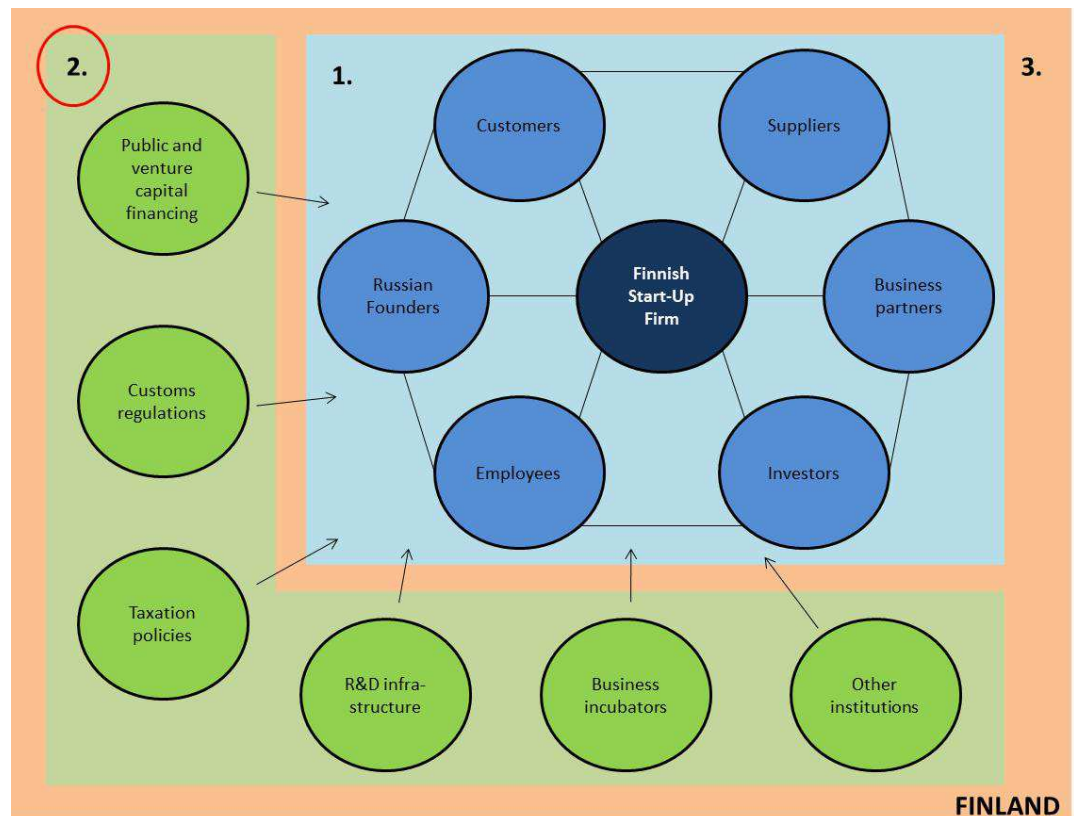 2.
1.
3.
Public and
venture
capital
financing
Customers
Suppliers
Russian
Founders
Finnish
Start-Up
Firm
Business
partners
Customs
regulations
Employees
Investors
Taxation
policies
R&D infra-
structure
Business
incubators
Other
institutions
FINLAND